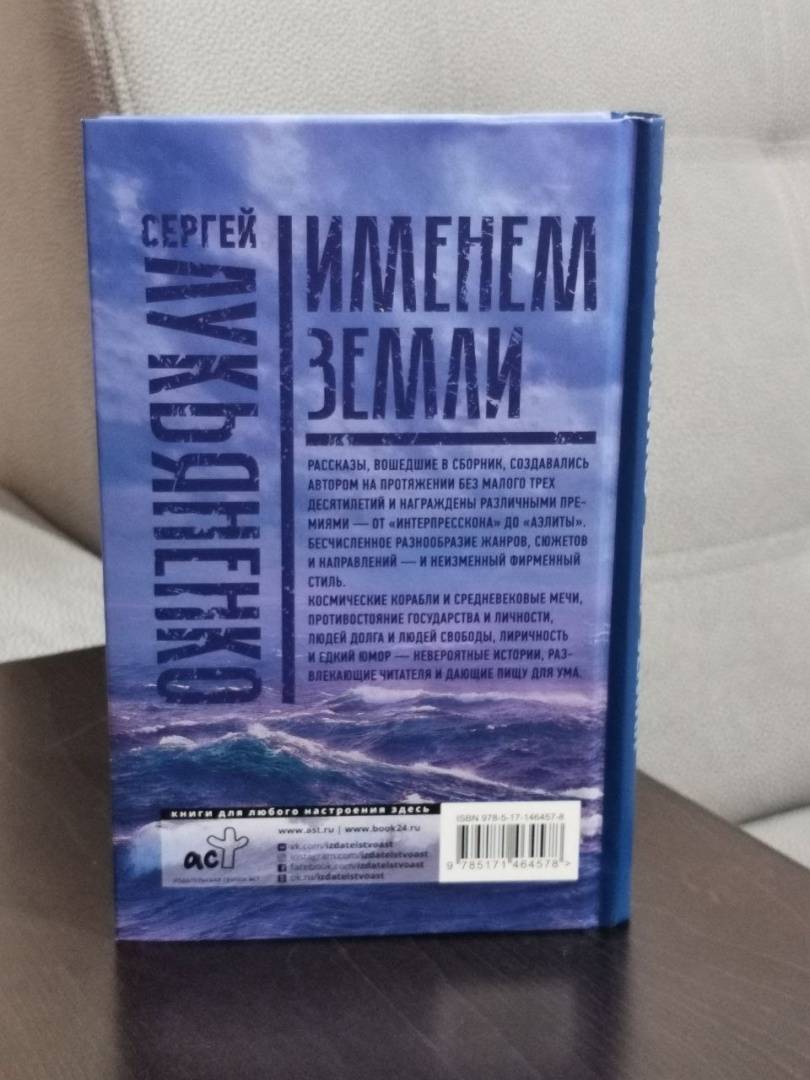 СЕРГЕЙ
ЛУКЬЯНЕНКО
ИМЕНЕМ
ЗЕМЛИ
РАССКАЗЫ, ВОШЕДШИЕ В СБОРНИК, СОЗДАВАЛИСЬ
АВТОРОМ НА ПРОТЯЖЕНИИ БЕЗ МАЛОГО ТРЕХ
ДЕСЯТИЛЕТИЙ И НАГРАЖДЕНЫ РАЗЛИЧНЫМИ ПРЕ-
МИЯМИ — ОТ «ИНТЕРПРЕССКОНА» ДО «АЭЛИТЫ».
БЕСЧИСЛЕННОЕ РАЗНООБРАЗИЕ ЖАНРОВ, СЮЖЕТОВ
И НАПРАВЛЕНИЙ — И НЕИЗМЕННЫЙ ФИРМЕННЫЙ
СТИЛЬ.
КОСМИЧЕСКИЕ КОРАБЛИ И СРЕДНЕВЕКОВЫЕ МЕЧИ,
ПРОТИВОСТОЯНИЕ ГОСУДАРСТВА И ЛИЧНОСТИ,
ЛЮДЕЙ ДОЛГА И ЛЮДЕЙ СВОБОДЫ, ЛИРИЧНОСТЬ
И ЕДКИЙ ЮМОР — НЕВЕРОЯТНЫЕ ИСТОРИИ, РАЗ-
ВЛЕКАЮЩИЕ ЧИТАТЕЛЯ И ДАЮЩИЕ ПИЩУ ДЛЯ УМА.
книги для любого настроения здесь
www.ast.ru | www.book24.ru
vk.com/izdatelstvoast
instagram.com/izdatelstvoast
facebook.com/izdatelstvoast
ok.ru/izdatelstvoast
аст
ИЗДАТЕЛЬСКАЯ ГРУППА АСТ
ISBN 978-5-17-146457-8
9 785171 464578 >